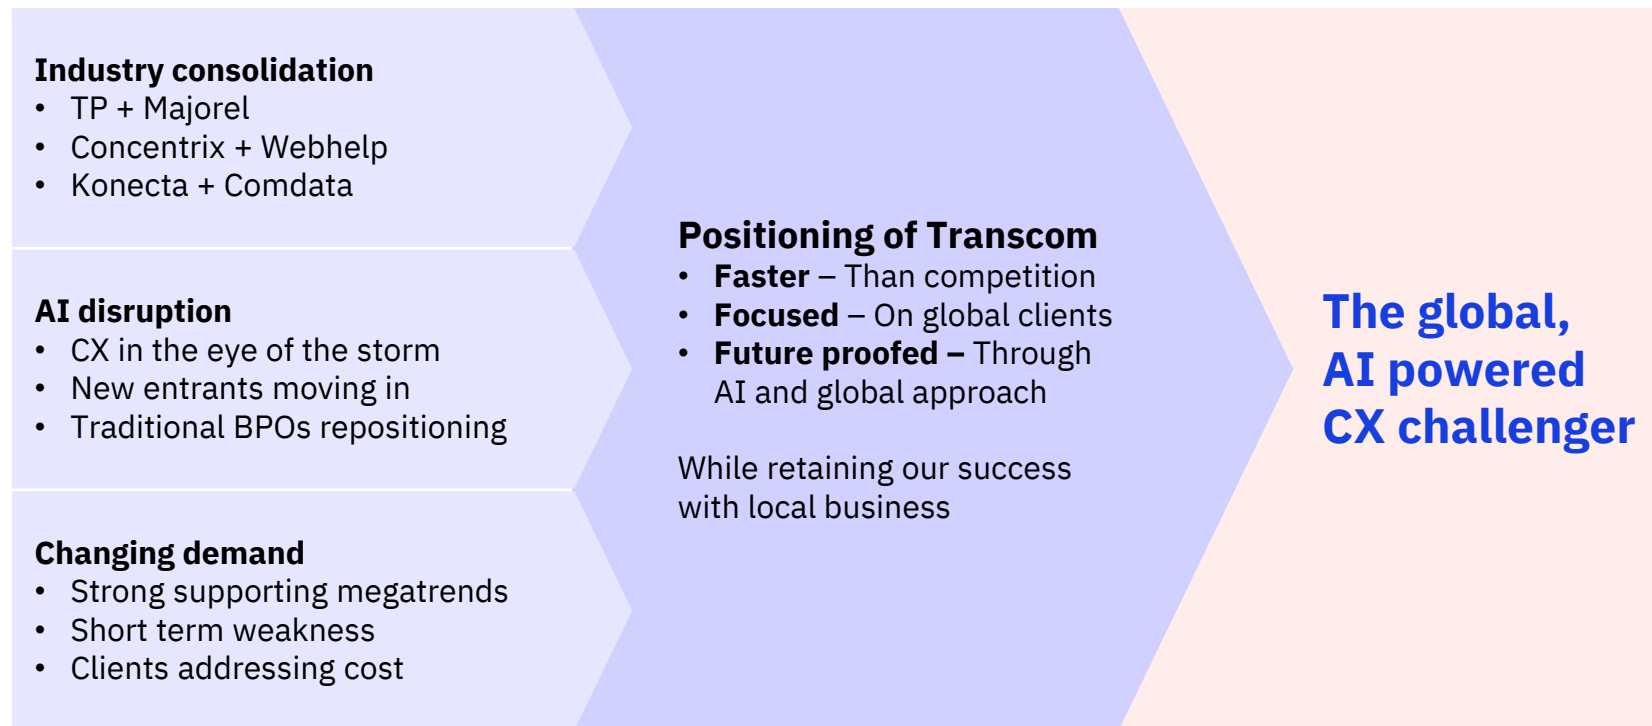 Industry consolidation
• TP + Majorel
• Concentrix + Webhelp
• Konecta + Comdata
AI disruption
• CX in the eye of the storm
• New entrants moving in
• Traditional BPOs repositioning
Changing demand
• Strong supporting megatrends
• Short term weakness
• Clients addressing cost
Positioning of Transcom
• Faster – Than competition
• Focused – On global clients
• Future proofed – Through
AI and global approach
While retaining our success
with local business
The global,
AI powered
CX challenger